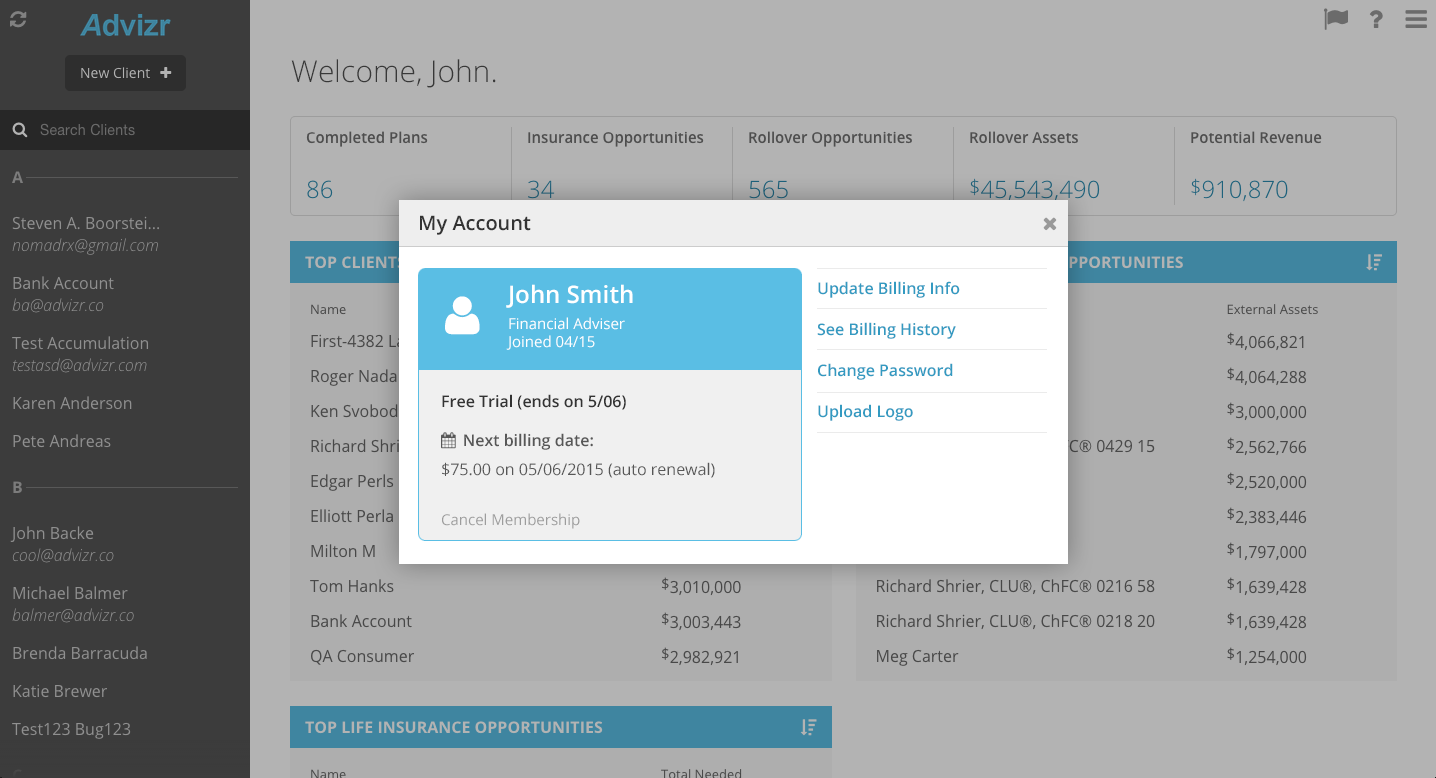 Advizr
New Client
Search Clients
A
Steven A. Boorstei...
nomadrx@gmail.com
Bank Account
ba@advizr.co
Test Accumulation
testasd@advizr.com
Karen Anderson
Pete Andreas
B
John Backe
cool@advizr.co
Michael Balmer
balmer@advizr.co
Brenda Barracuda
Katie Brewer
Test123 Bug123
?
Welcome, John.
Completed Plans
86
Insurance Opportunities
34
Rollover Opportunities
565
Rollover Assets
$45,543,490
Potential Revenue
$910,870
My Account
John Smith
Financial Adviser
Joined 04/15
Free Trial (ends on 5/06)
Next billing date:
$75.00 on 05/06/2015 (auto renewal)
Cancel Membership
Update Billing Info
See Billing History
Change Password
Upload Logo
TOP CLIENTS
Name
First-4382
Roger Nada
Ken Svobod
Richard Shri
Edgar Perls
Elliott Perla
Milton M
Tom Hanks $3,010,000
Bank Account $3,003,443
QA Consumer $2,982,921
PPORTUNITIES
External Assets
$4,066,821
$4,064,288
$3,000,000
FC® 0429 15 $2,562,766
$2,520,000
$2,383,446
$1,797,000
Richard Shrier, CLU®, ChFC® 0216 58 $1,639,428
Richard Shrier, CLU®, ChFC® 0218 20 $1,639,428
Meg Carter $1,254,000
TOP LIFE INSURANCE OPPORTUNITIES
Name Total Needed